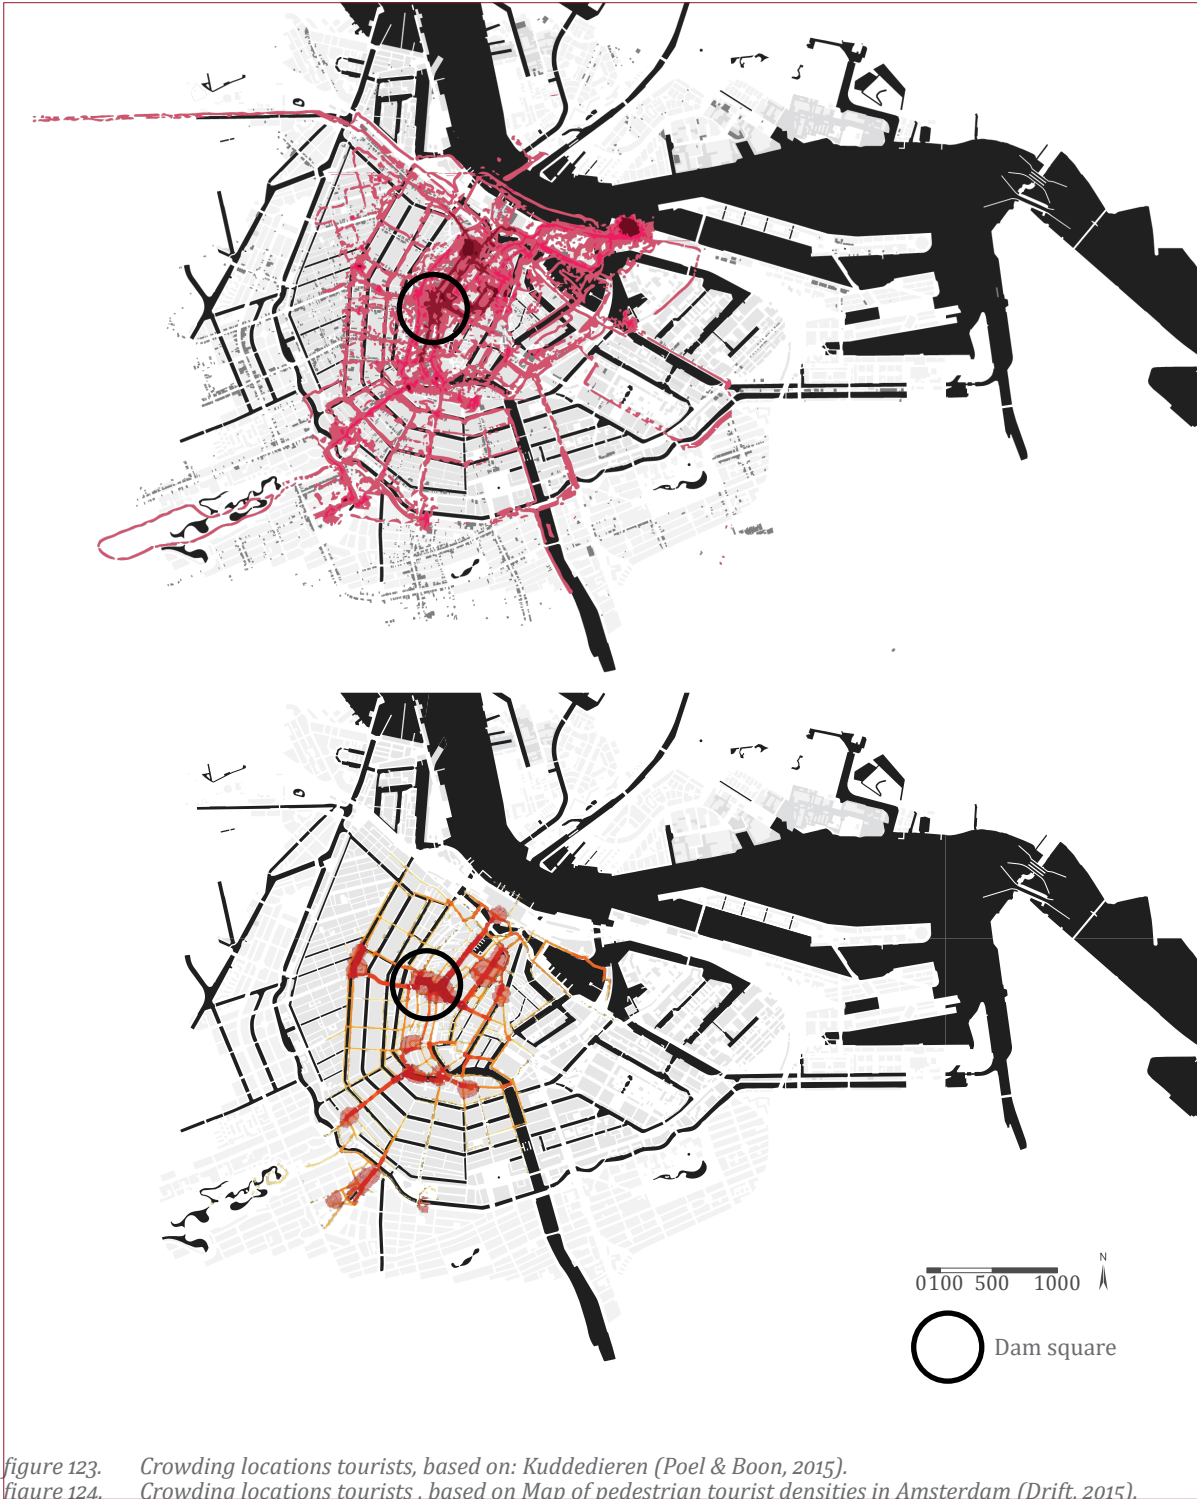 N
0100 500 1000
Dam square
figure 123. Crowding locations tourists, based on: Kuddedieren (Poel & Boon, 2015).
figure 124. Crowding locations tourists , based on Map of pedestrian tourist densities in Amsterdam (Drift, 2015).